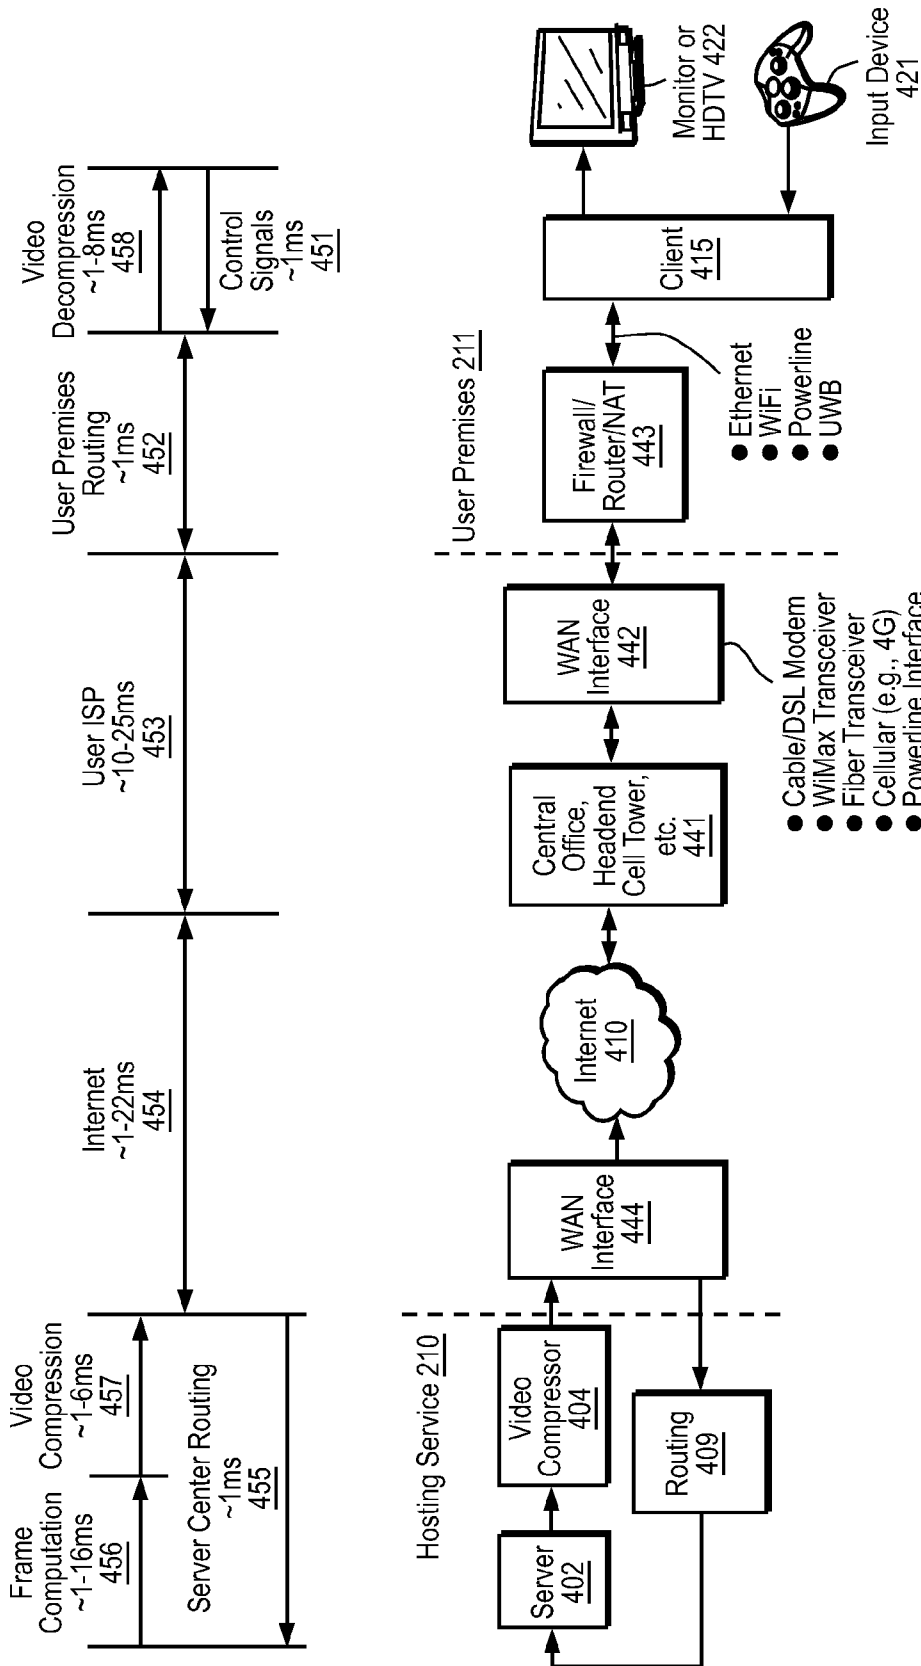 Frame
Computation
~1-16ms
456
Video
Compression
~1-6ms
457
Server Center Routing
~1ms
455
Internet
~1-22ms
454
User ISP
~10-25ms
453
User Premises
Routing
~1ms
452
Video
Decompression
~1-8ms
458
Control
Signals
~1ms
451
Hosting Service 210
Server
402
Video
Compressor
404
Routing
409
WAN
Interface
444
Internet
410
Central
Office,
Headend
Cell Tower,
etc.
441
WAN
Interface
442
● Cable/DSL Modem
● WiMax Transceiver
● Fiber Transceiver
● Cellular (e.g., 4G)
● Powerline Interface
User Premises 211
Firewall/
Router/NAT
443
● Ethernet
● WiFi
● Powerline
● UWB
Client
415
Monitor or
HDTV 422
Input Device
421